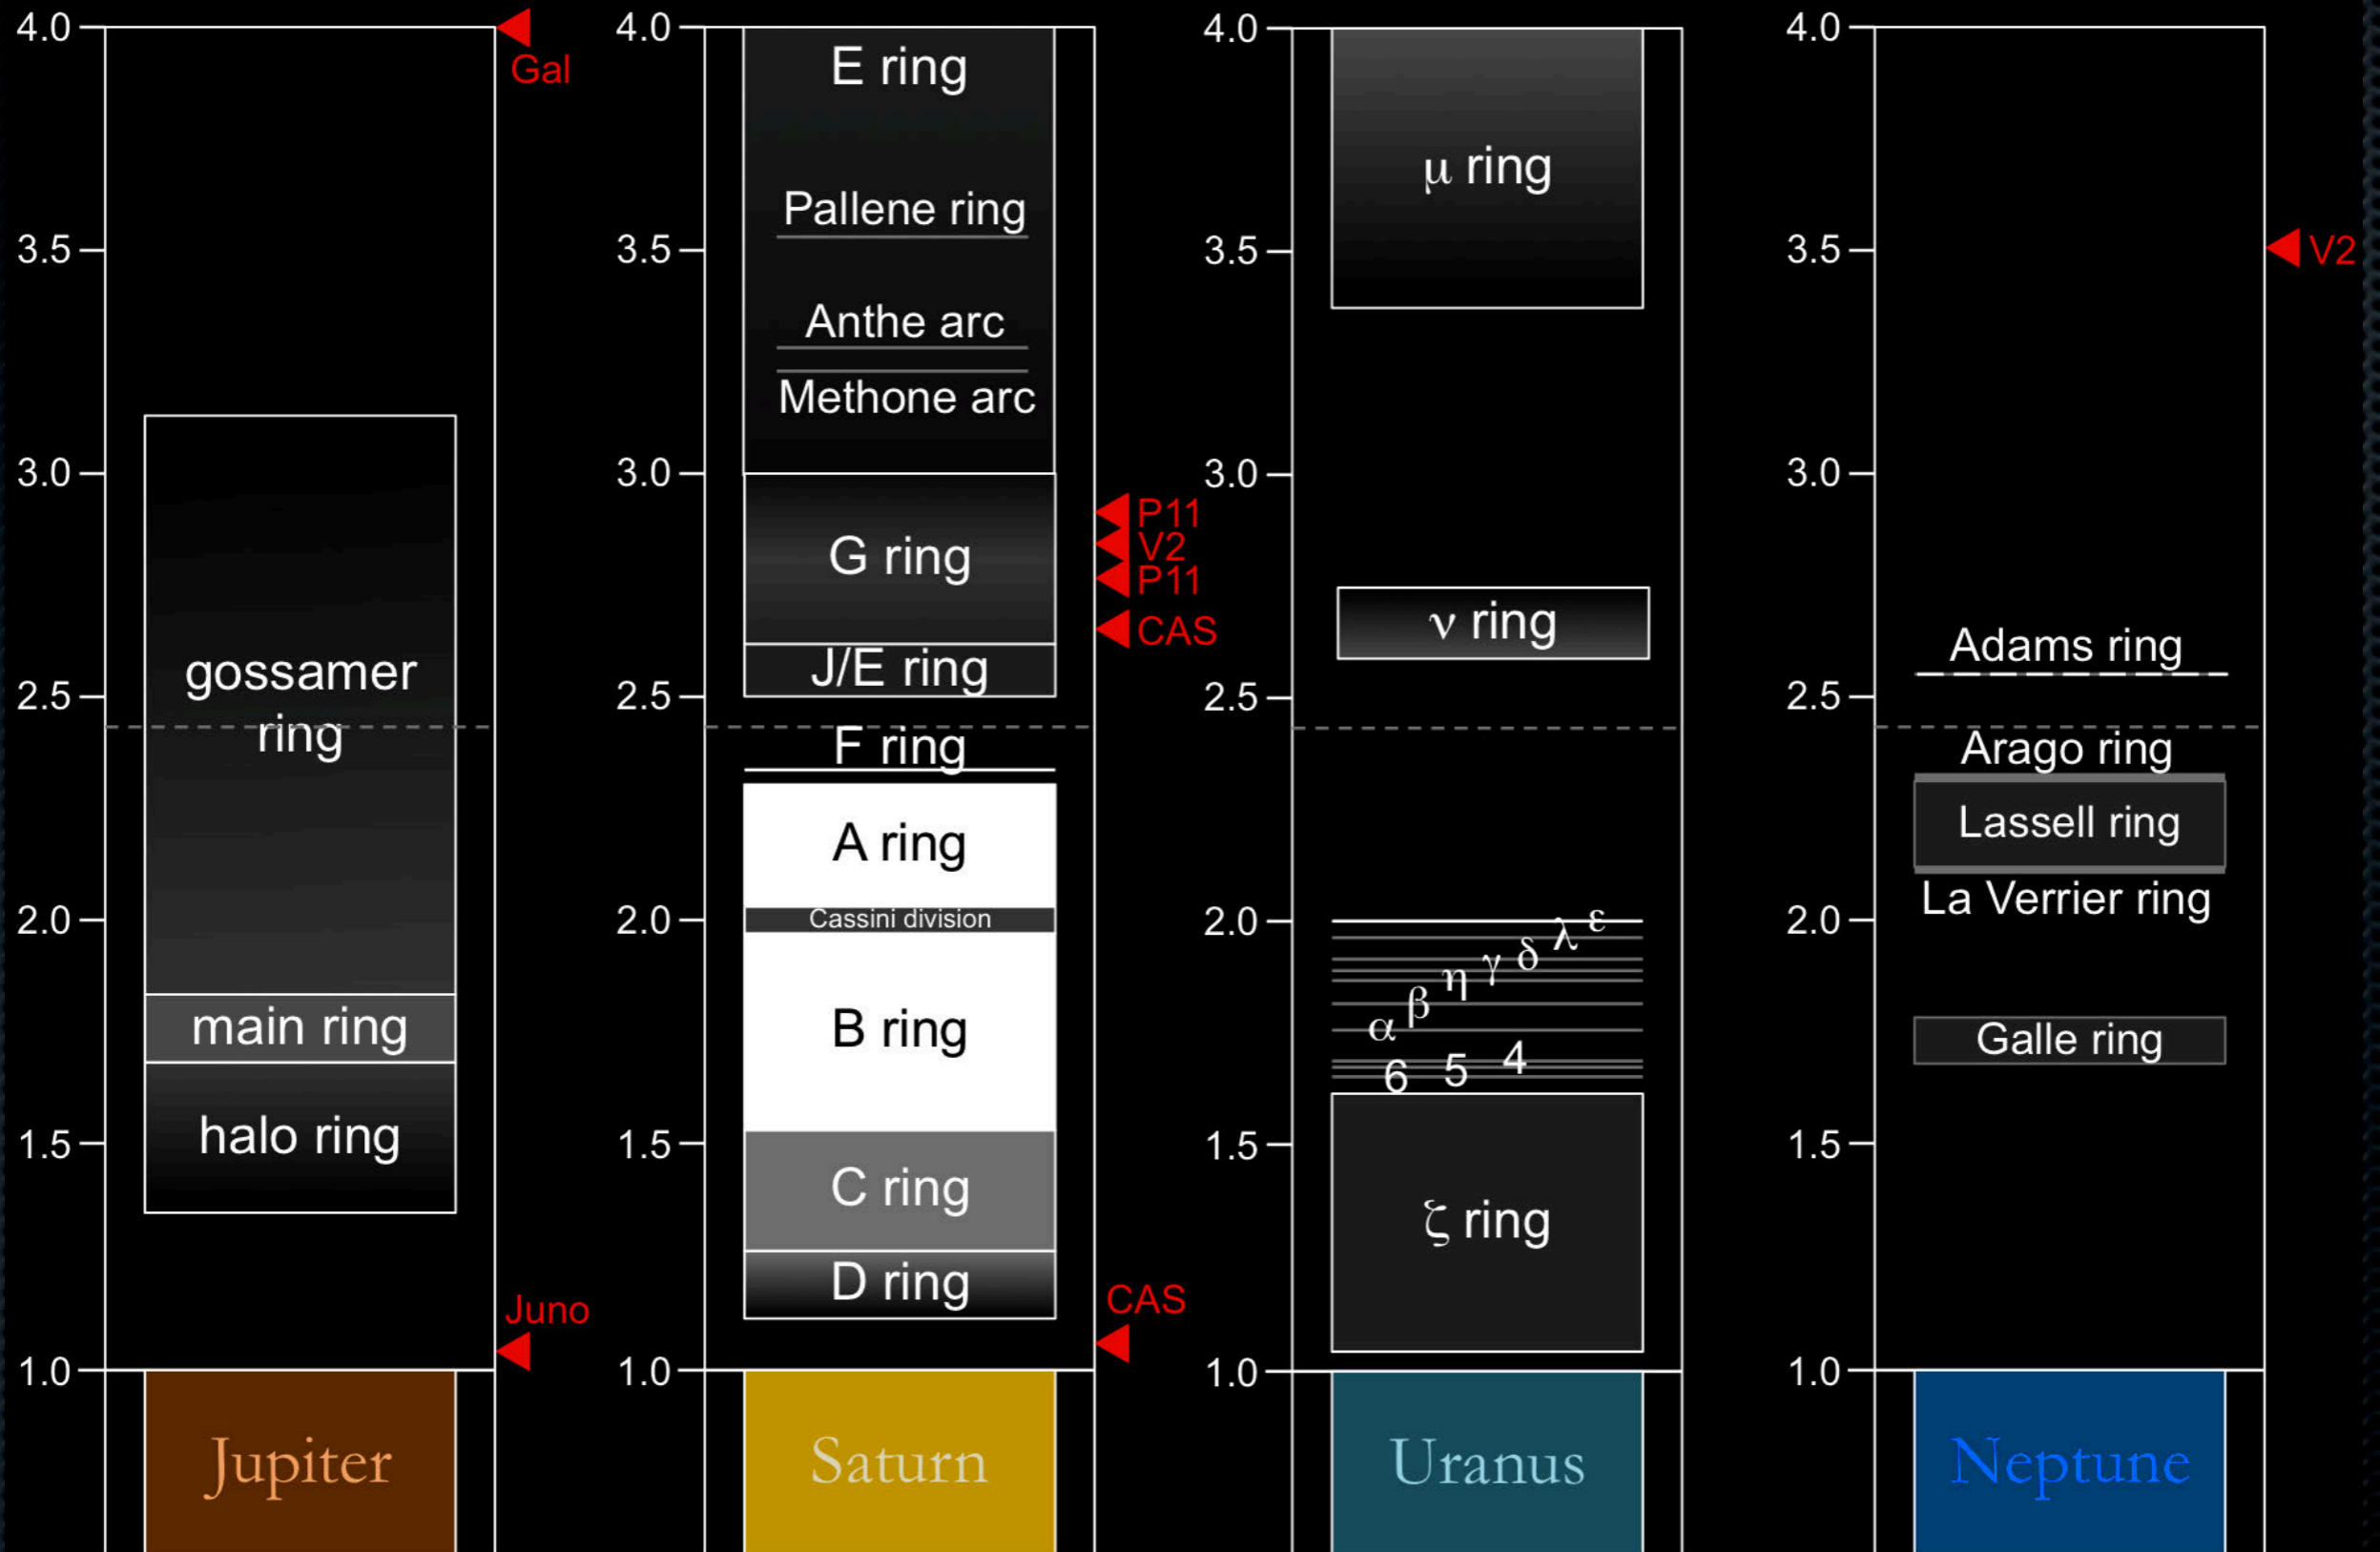 4.0
Gal
3.5
3.0
gossamer
2.5
ring
2.0
main ring
halo ring
1.5
Juno
1.0
Jupiter
4.0
E ring
Pallene ring
3.5
Anthe arc
Methone arc
3.0
P11
V2
G ring
P11
CAS
J/E ring
2.5
F ring
A ring
2.0
Cassini division
B ring
1.5
C ring
D ring
CAS
1.0
Saturn
4.0
μ ring
3.5
3.0
ν ring
2.5
2.0
α β η γ δ λ ε
6 5 4
1.5
ζ ring
1.0
Uranus
4.0
3.5
V2
3.0
Adams ring
2.5
Arago ring
Lassell ring
La Verrier ring
2.0
Galle ring
1.5
1.0
Neptune